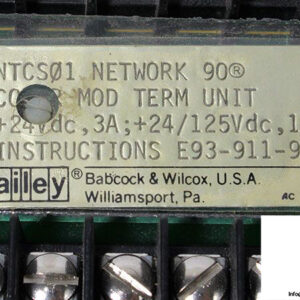 NTCSØ1 NETWORK 90®
MOD TERM UNIT
+24Vdc, 3A; +24/125Vdc, 1
INSTRUCTIONS E93-911-9
ailey® Babcock & Wilcox, U.S.A.
Williamsport, Pa. AC